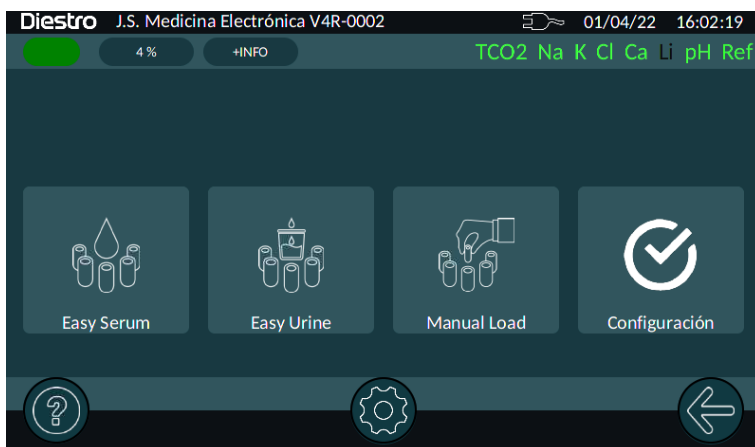 Diestro J.S. Medicina Electrónica V4R-0002 01/04/22 16:02:19
4 % +INFO TCO2 Na K Cl Ca Li pH Ref
Easy Serum Easy Urine Manual Load Configuración
?